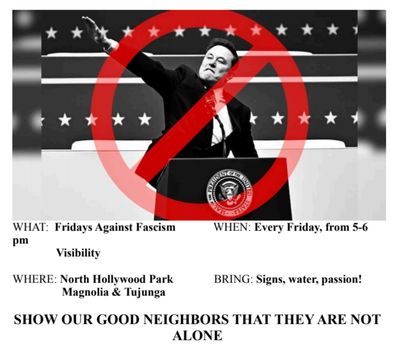 WHAT: Fridays Against Fascism
pm
Visibility
WHEN: Every Friday, from 5-6
WHERE: North Hollywood Park
Magnolia & Tujunga
BRING: Signs, water, passion!
SHOW OUR GOOD NEIGHBORS THAT THEY ARE NOT
ALONE